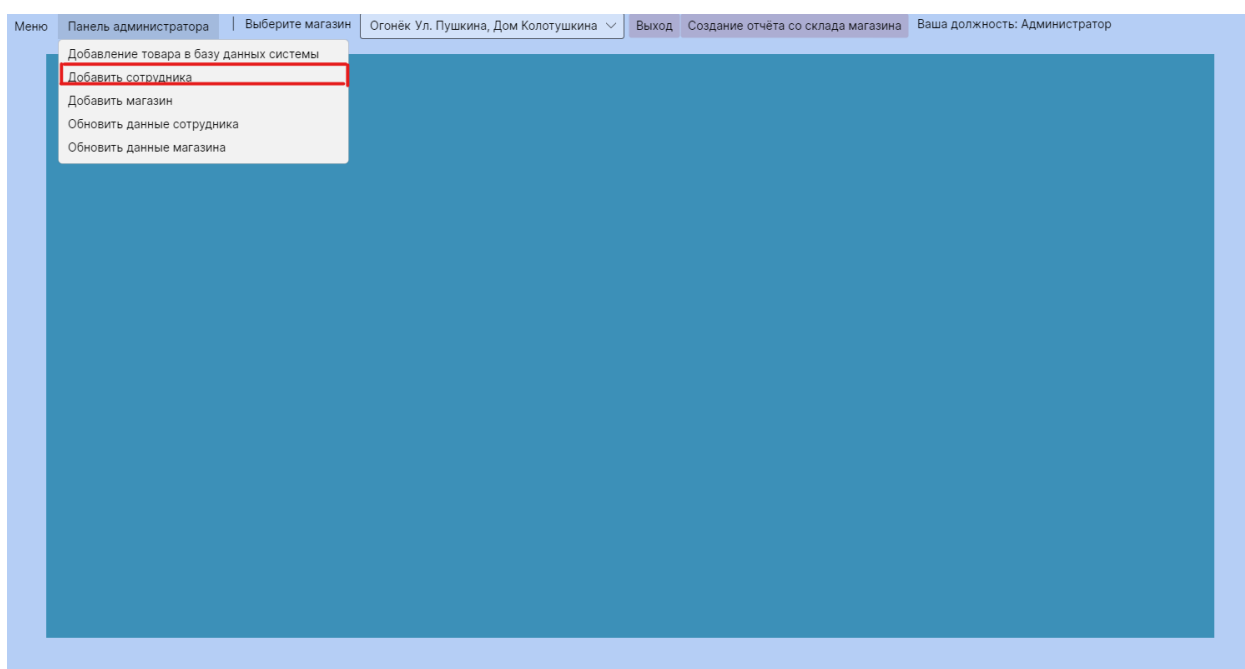 Меню Панель администратора | Выберите магазин Огонёк Ул. Пушкина, Дом Колотушкина Выход Создание отчёта со склада магазина Ваша должность: Администратор
Добавление товара в базу данных системы
Добавить сотрудника
Добавить магазин
Обновить данные сотрудника
Обновить данные магазина